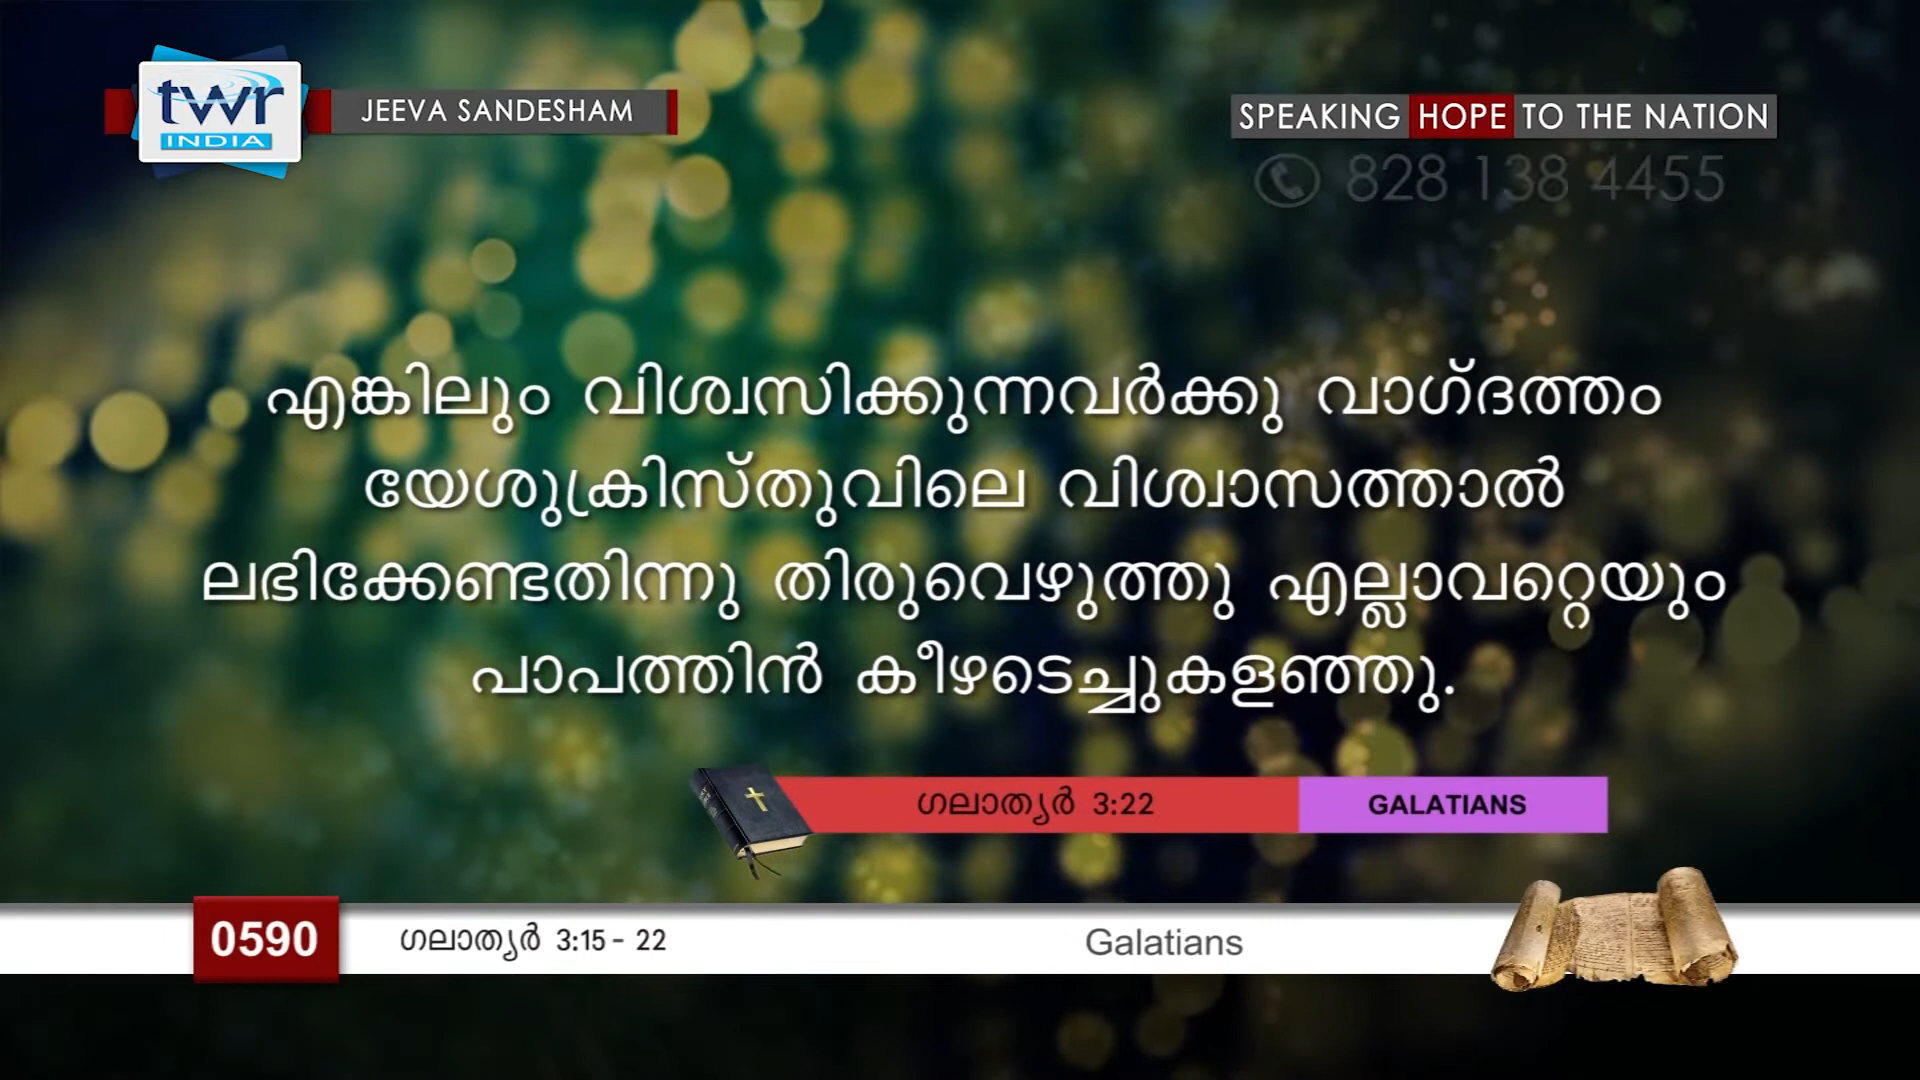 twr
INDIA
JEEVA SANDESHAM
SPEAKING HOPE TO THE NATION
828 138 4455
എങ്കിലും വിശ്വസിക്കുന്നവർക്കു വാഗ്ദത്തം
യേശുക്രിസ്തുവിലെ വിശ്വാസത്താൽ
ലഭിക്കേണ്ടതിന്നു തിരുവെഴുത്തു എല്ലാവറ്റെയും
പാപത്തിൻ കീഴടെച്ചുകളഞ്ഞു.
ഗലാത്യർ 3:22
GALATIANS
0590
ഗലാത്യർ 3:15 - 22
Galatians